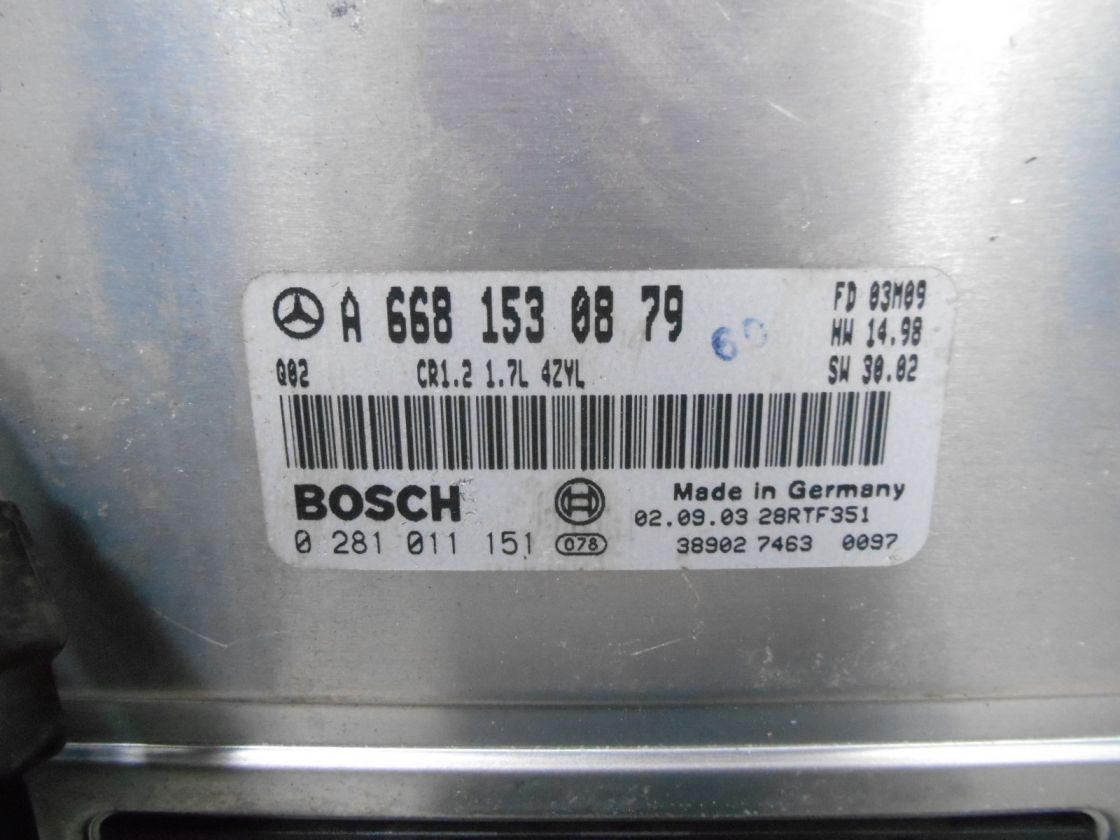 A 668 153 08 79
FD 03M09
HW 14.98
SW 30.02
Q02 CR1.2 1.7L 4ZYL
BOSCH
Made in Germany
02.09.03 28RTF351
0 281 011 151 078
38902 7463 0097